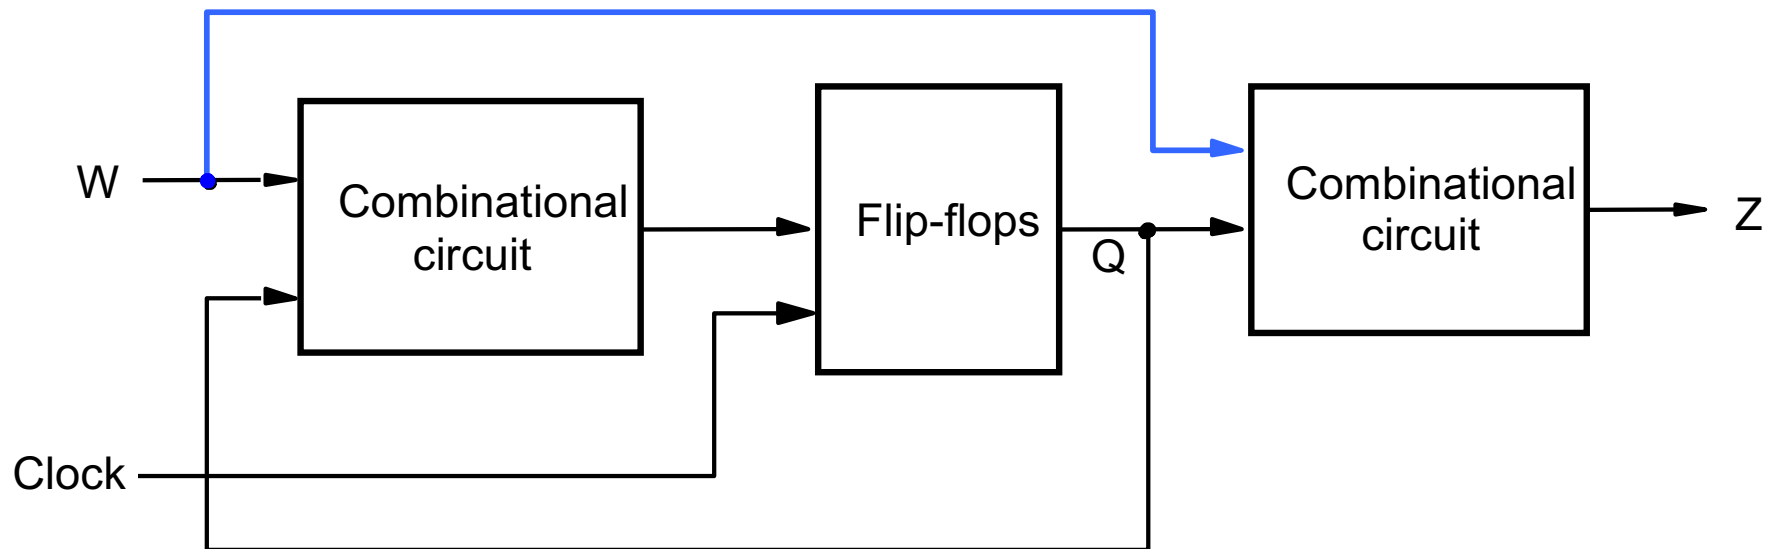 W
Combinational
circuit
Flip-flops
Q
Combinational
circuit
Z
Clock